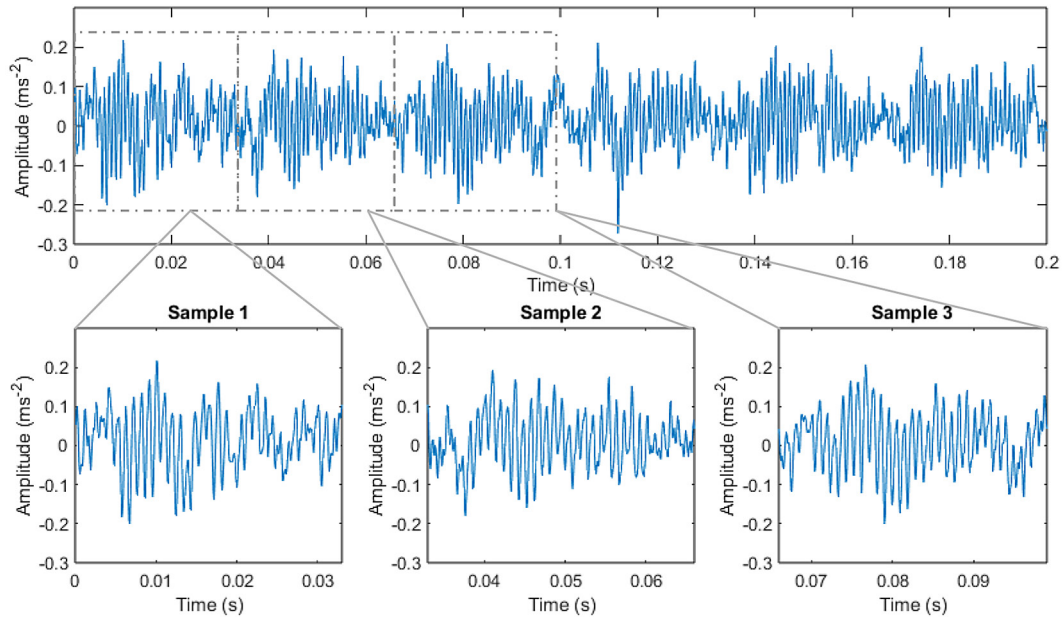 Amplitude (ms⁻²)
0.2
0.1
0
-0.1
-0.2
-0.3
0 0.02 0.04 0.06 0.08 0.1 0.12 0.14 0.16 0.18 0.2
Time (s)
Sample 1
Amplitude (ms⁻²)
0.2
0.1
0
-0.1
-0.2
-0.3
0 0.01 0.02 0.03
Time (s)
Sample 2
Amplitude (ms⁻²)
0.2
0.1
0
-0.1
-0.2
-0.3
0.04 0.05 0.06
Time (s)
Sample 3
Amplitude (ms⁻²)
0.2
0.1
0
-0.1
-0.2
-0.3
0.07 0.08 0.09
Time (s)